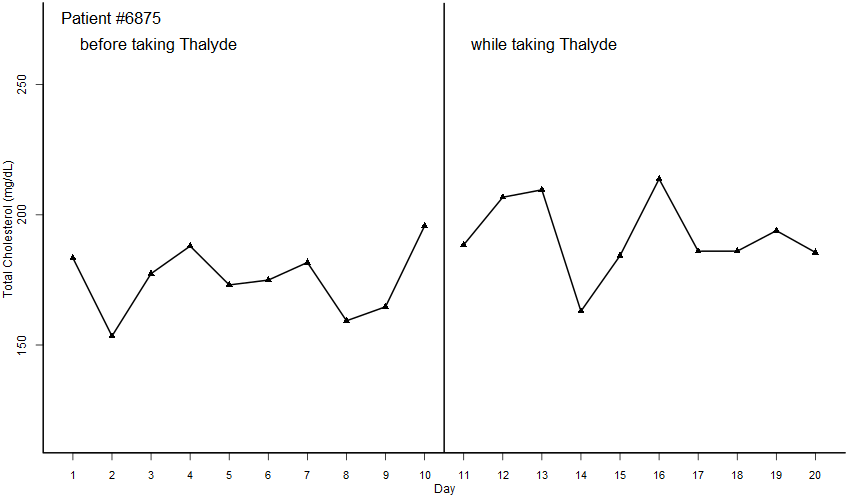 Patient #6875
before taking Thalyde
while taking Thalyde
Total Cholesterol (mg/dL)
250
200
150
1 2 3 4 5 6 7 8 9 10 11 12 13 14 15 16 17 18 19 20
Day